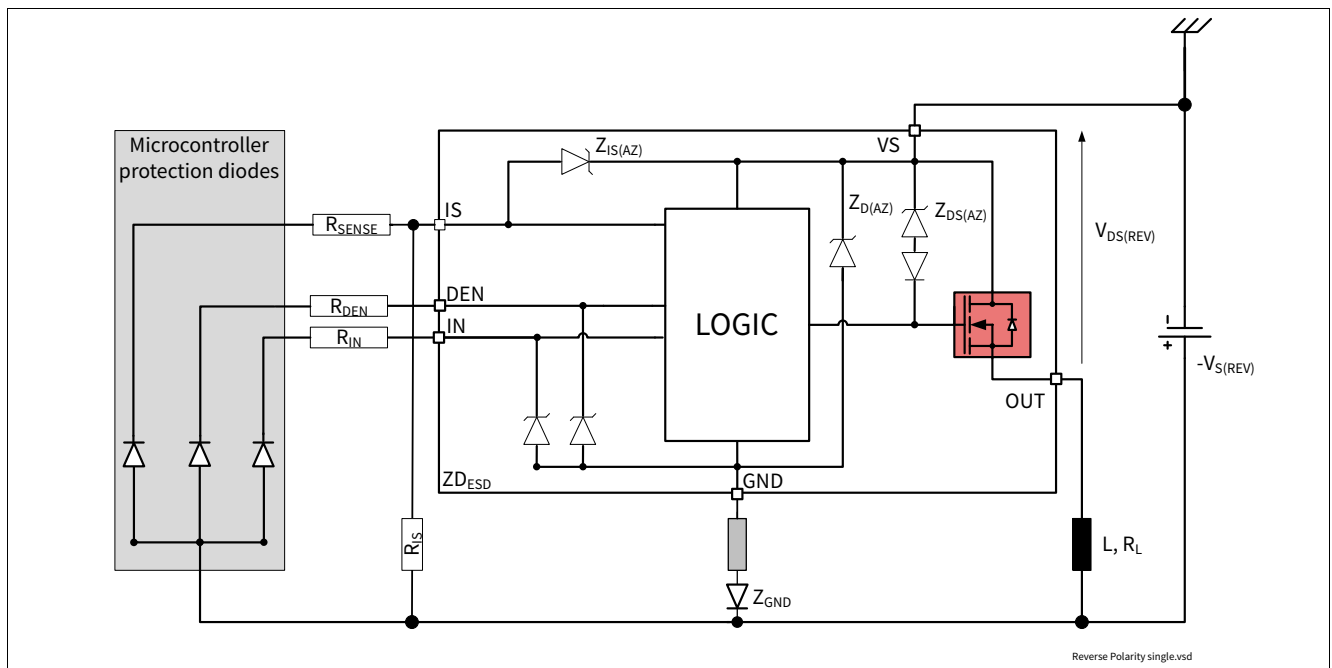 Microcontroller
protection diodes
Z_IS(AZ)
VS
IS
Z_D(AZ)
Z_DS(AZ)
V_DS(REV)
R_SENSE
DEN
R_DEN
LOGIC
IN
R_IN
-
+
-V_S(REV)
OUT
ZD_ESD
GND
R_IS
L, R_L
Z_GND
Reverse Polarity single.vsd